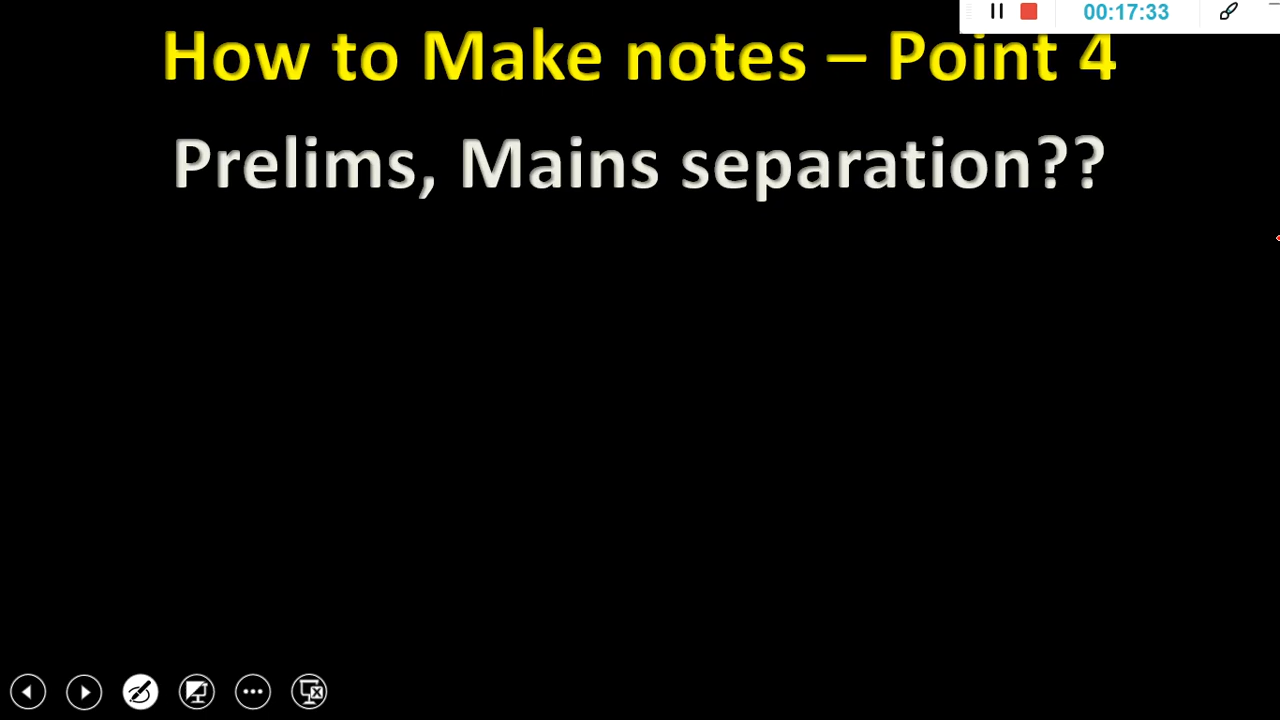 00:17:33
How to Make notes – Point 4
Prelims, Mains separation??